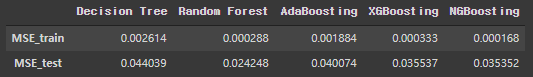 Decision Tree Random Forest AdaBoosting XGBoosting NGBoosting
MSE_train 0.002614 0.000288 0.001884 0.000333 0.000168
MSE_test 0.044039 0.024248 0.040074 0.035537 0.035352